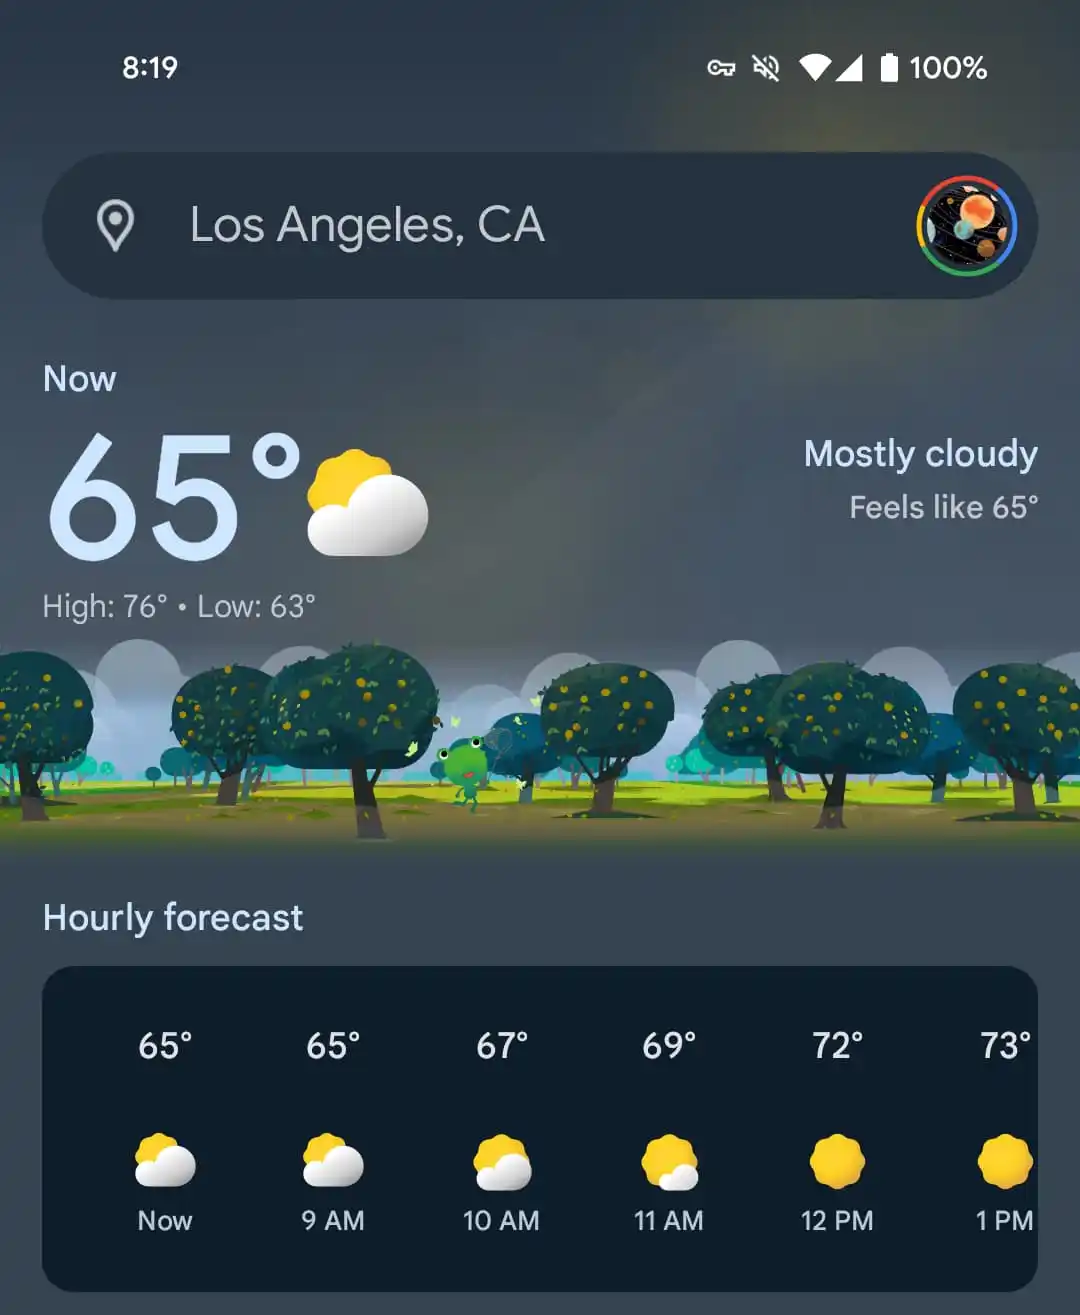 8:19 100%
Los Angeles, CA
Now
65°
Mostly cloudy
Feels like 65°
High: 76° • Low: 63°
Hourly forecast
65° 65° 67° 69° 72° 73°
Now 9 AM 10 AM 11 AM 12 PM 1 PM